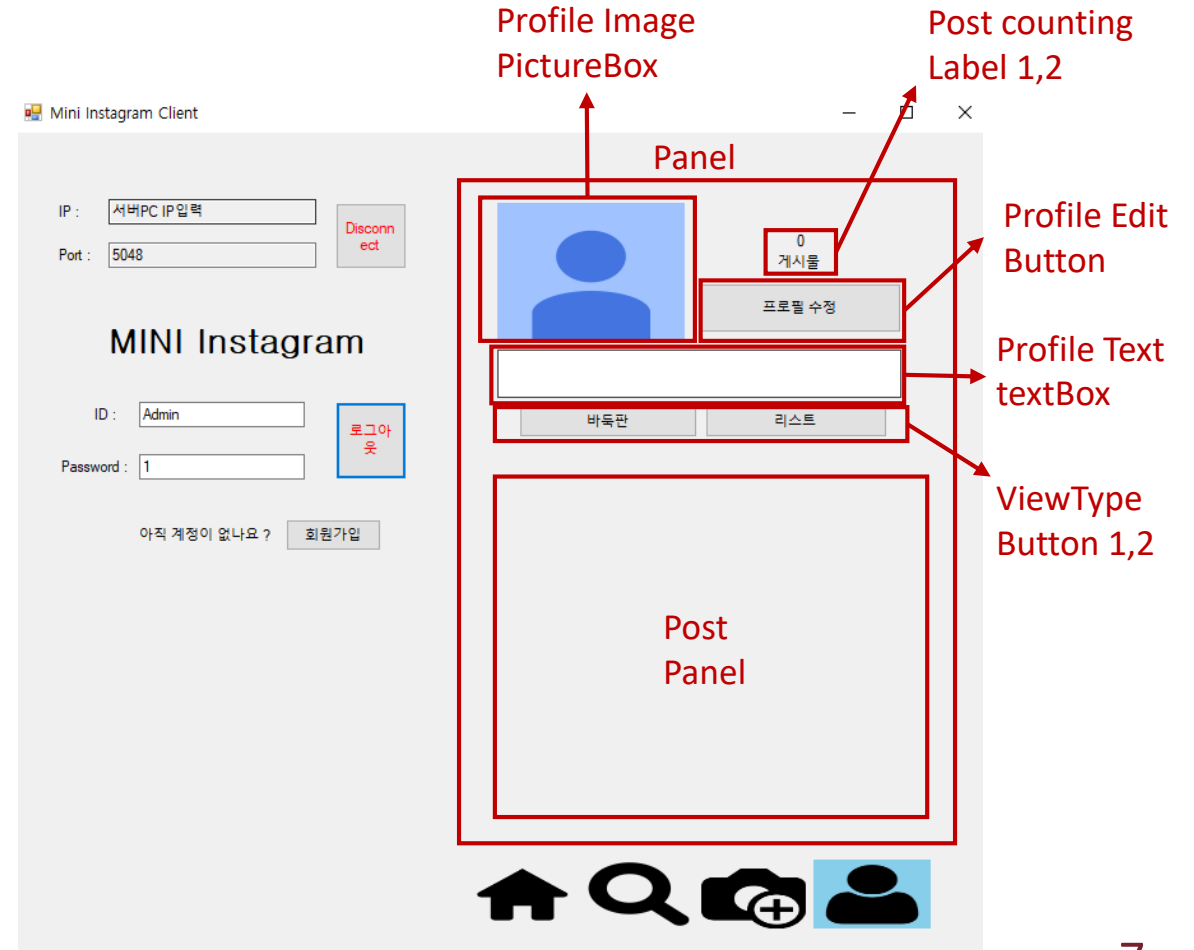 Profile Image
PictureBox
Post counting
Label 1,2
Mini Instagram Client
Panel
IP :
서버PC IP입력
Disconn
ect
Port :
5048
0
게시물
Profile Edit
Button
프로필 수정
MINI Instagram
Profile Text
textBox
ID :
Admin
로그아
웃
바둑판
리스트
Password :
1
ViewType
Button 1,2
아직 계정이 없나요 ?
회원가입
Post
Panel